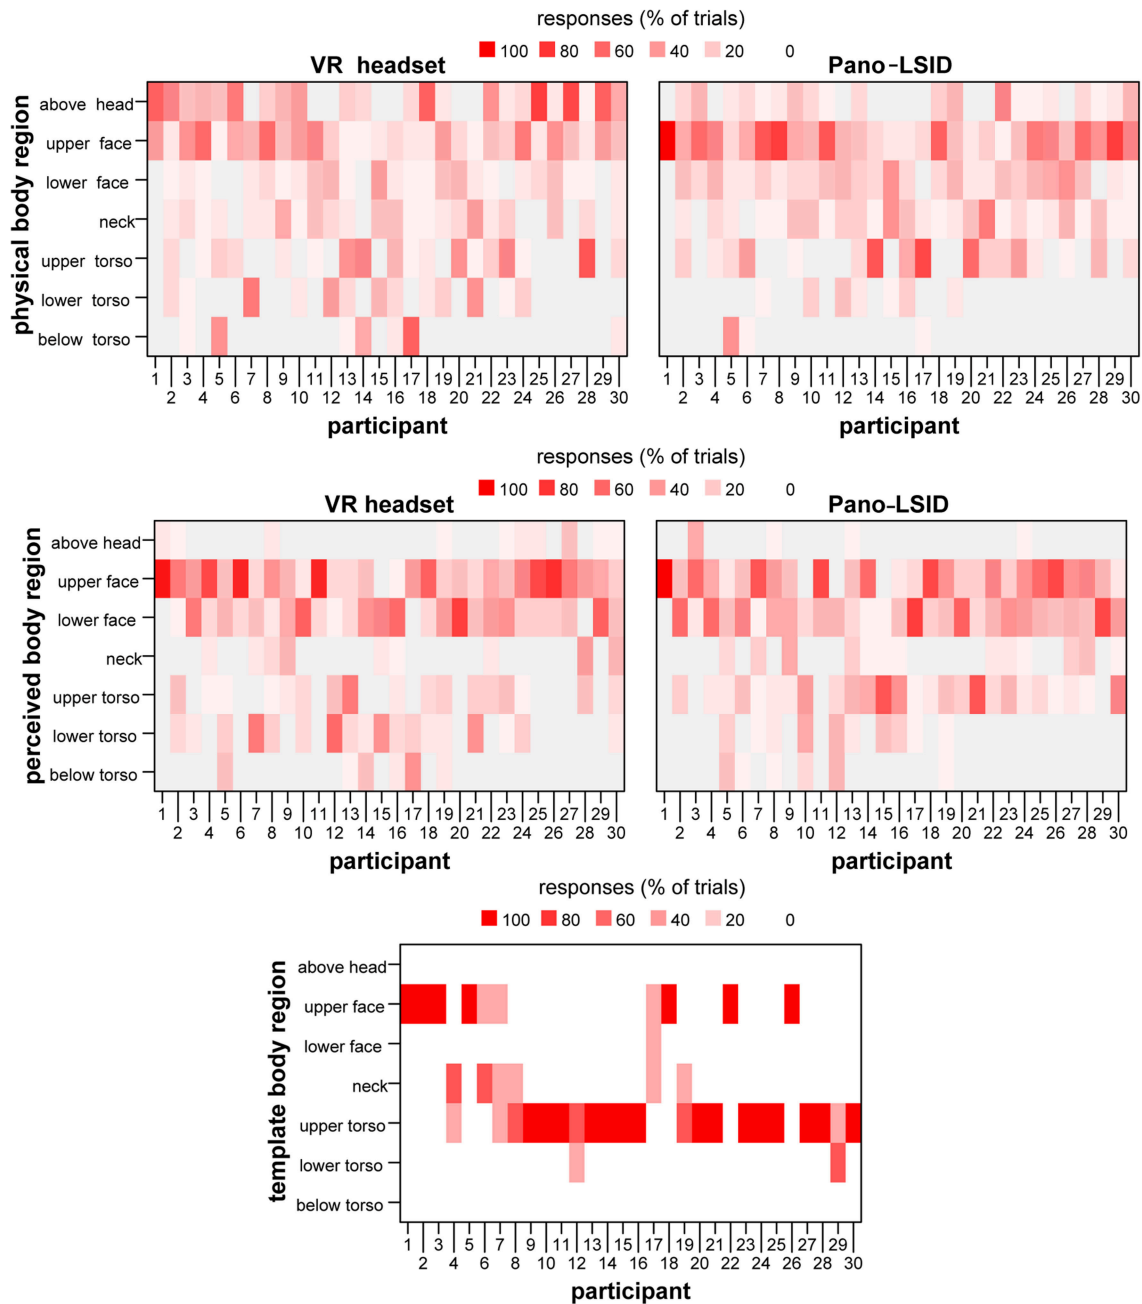 responses (% of trials)
100 80 60 40 20 0
VR headset Pano-LSID
physical body region
above head
upper face
lower face
neck
upper torso
lower torso
below torso
1 3 5 7 9 11 13 15 17 19 21 23 25 27 29 1 3 5 7 9 11 13 15 17 19 21 23 25 27 29
2 4 6 8 10 12 14 16 18 20 22 24 26 28 30 2 4 6 8 10 12 14 16 18 20 22 24 26 28 30
participant participant
responses (% of trials)
100 80 60 40 20 0
VR headset Pano-LSID
perceived body region
above head
upper face
lower face
neck
upper torso
lower torso
below torso
1 3 5 7 9 11 13 15 17 19 21 23 25 27 29 1 3 5 7 9 11 13 15 17 19 21 23 25 27 29
2 4 6 8 10 12 14 16 18 20 22 24 26 28 30 2 4 6 8 10 12 14 16 18 20 22 24 26 28 30
participant participant
responses (% of trials)
100 80 60 40 20 0
template body region
above head
upper face
lower face
neck
upper torso
lower torso
below torso
1 3 5 7 9 11 13 15 17 19 21 23 25 27 29
2 4 6 8 10 12 14 16 18 20 22 24 26 28 30
participant